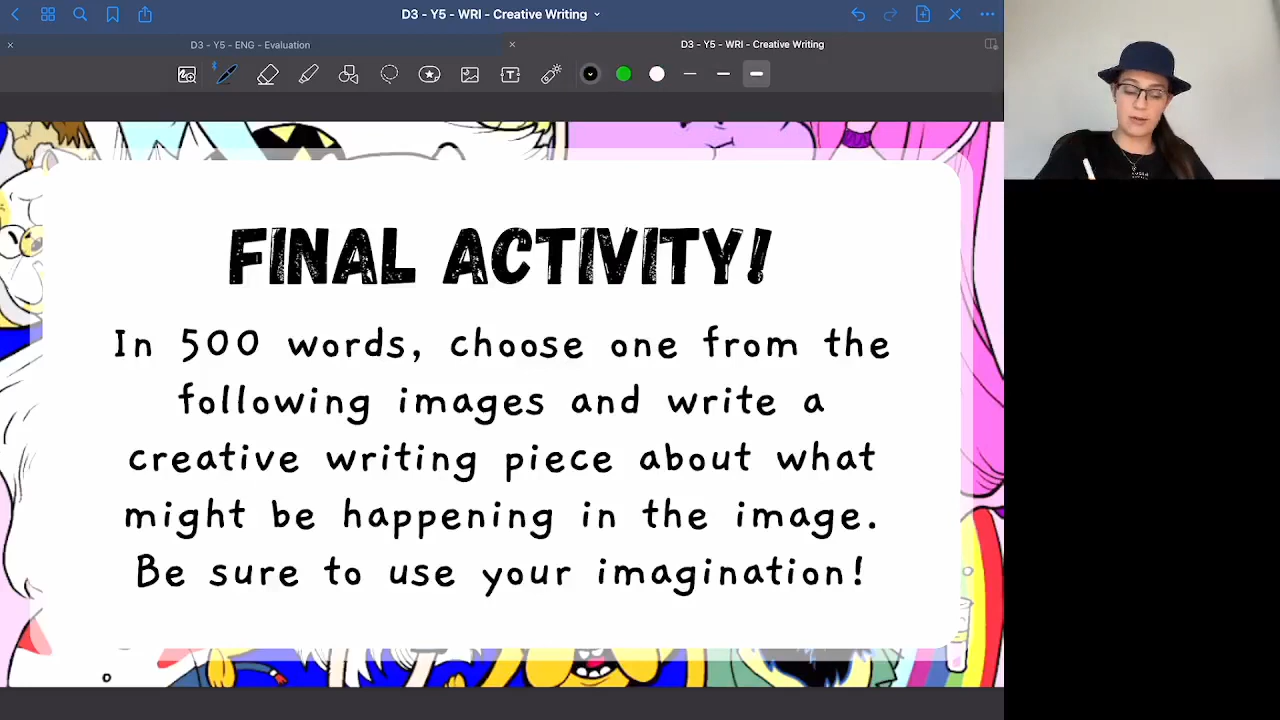 D3 - Y5 - WRI - Creative Writing
D3 - Y5 - ENG - Evaluation
D3 - Y5 - WRI - Creative Writing
FINAL ACTIVITY!
In 500 words, choose one from the
following images and write a
creative writing piece about what
might be happening in the image.
Be sure to use your imagination!